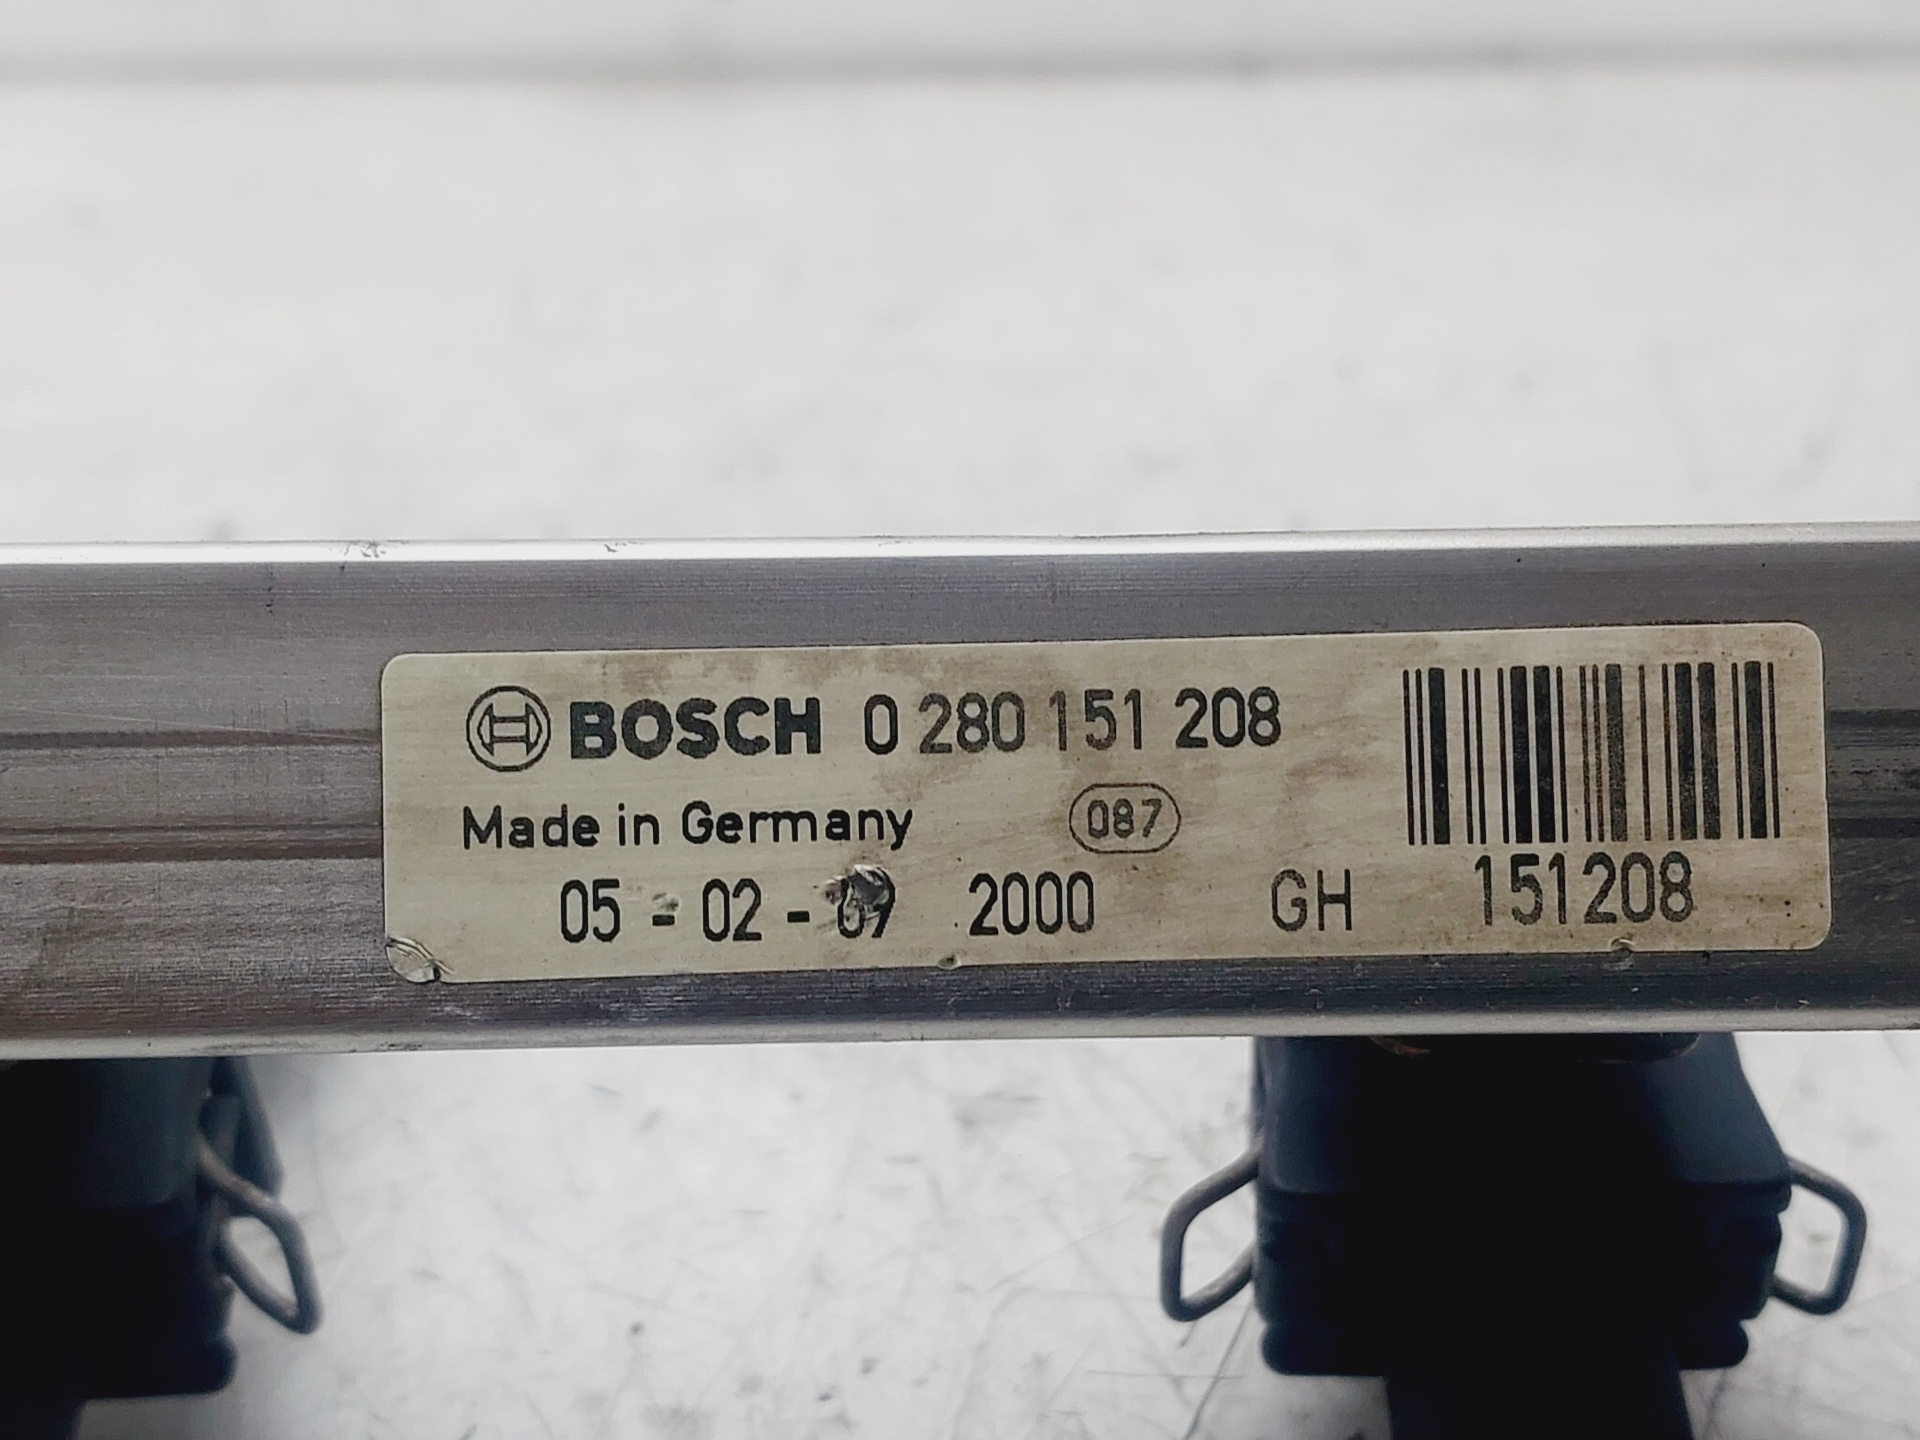 BOSCH 0 280 151 208
Made in Germany 087
05 - 02 - 2000 GH 151208